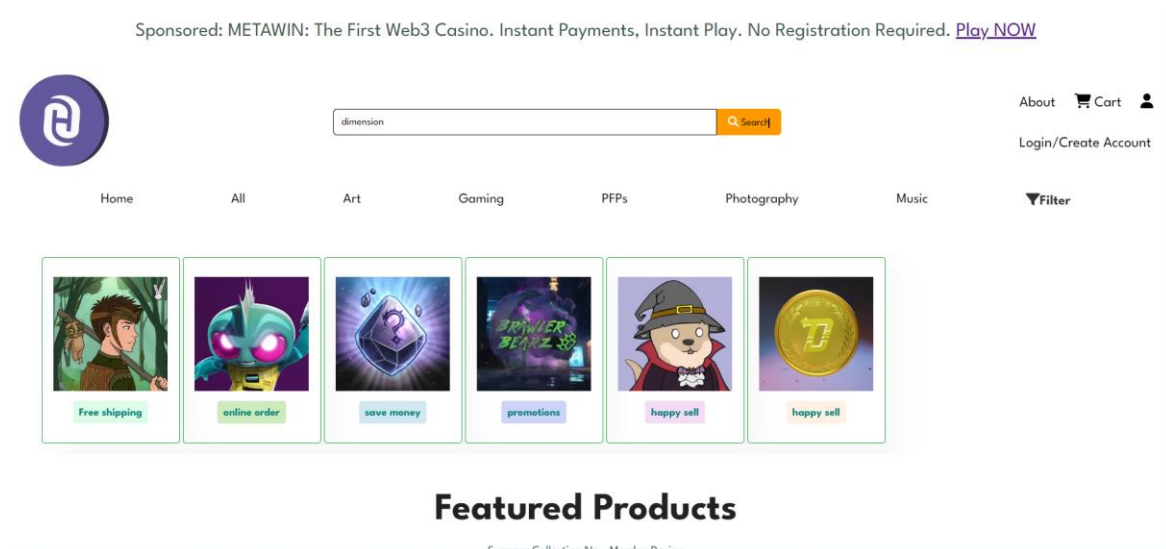 Sponsored: METAWIN: The First Web3 Casino. Instant Payments, Instant Play. No Registration Required. Play NOW
dimension
Search
About
Cart
Login/Create Account
Home
All
Art
Gaming
PFPs
Photography
Music
Filter
BRAWLER
BEARZ
Free shipping
online order
save money
promotions
happy sell
happy sell
Featured Products